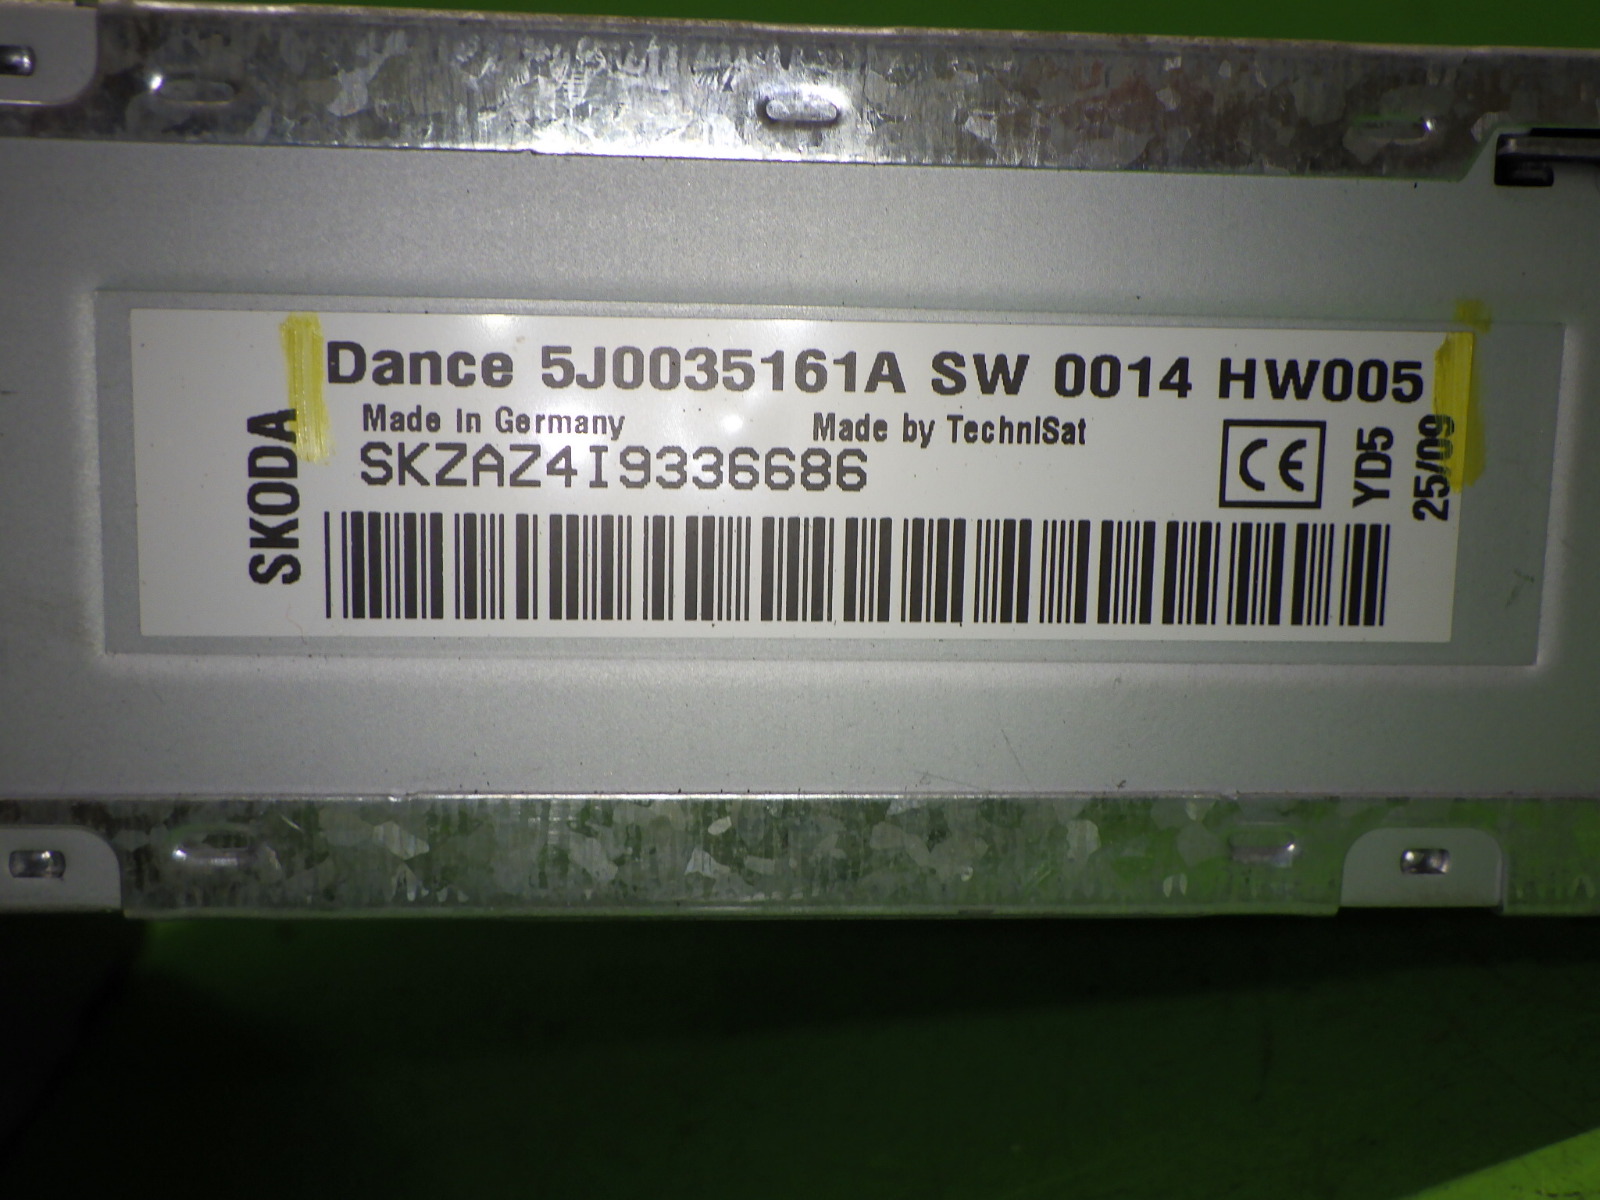 Dance 5J0035161A SW 0014 HW005
Made in Germany Made by TechniSat
SKZAZ4I9336686
SKODA
CE
YD5
25/09